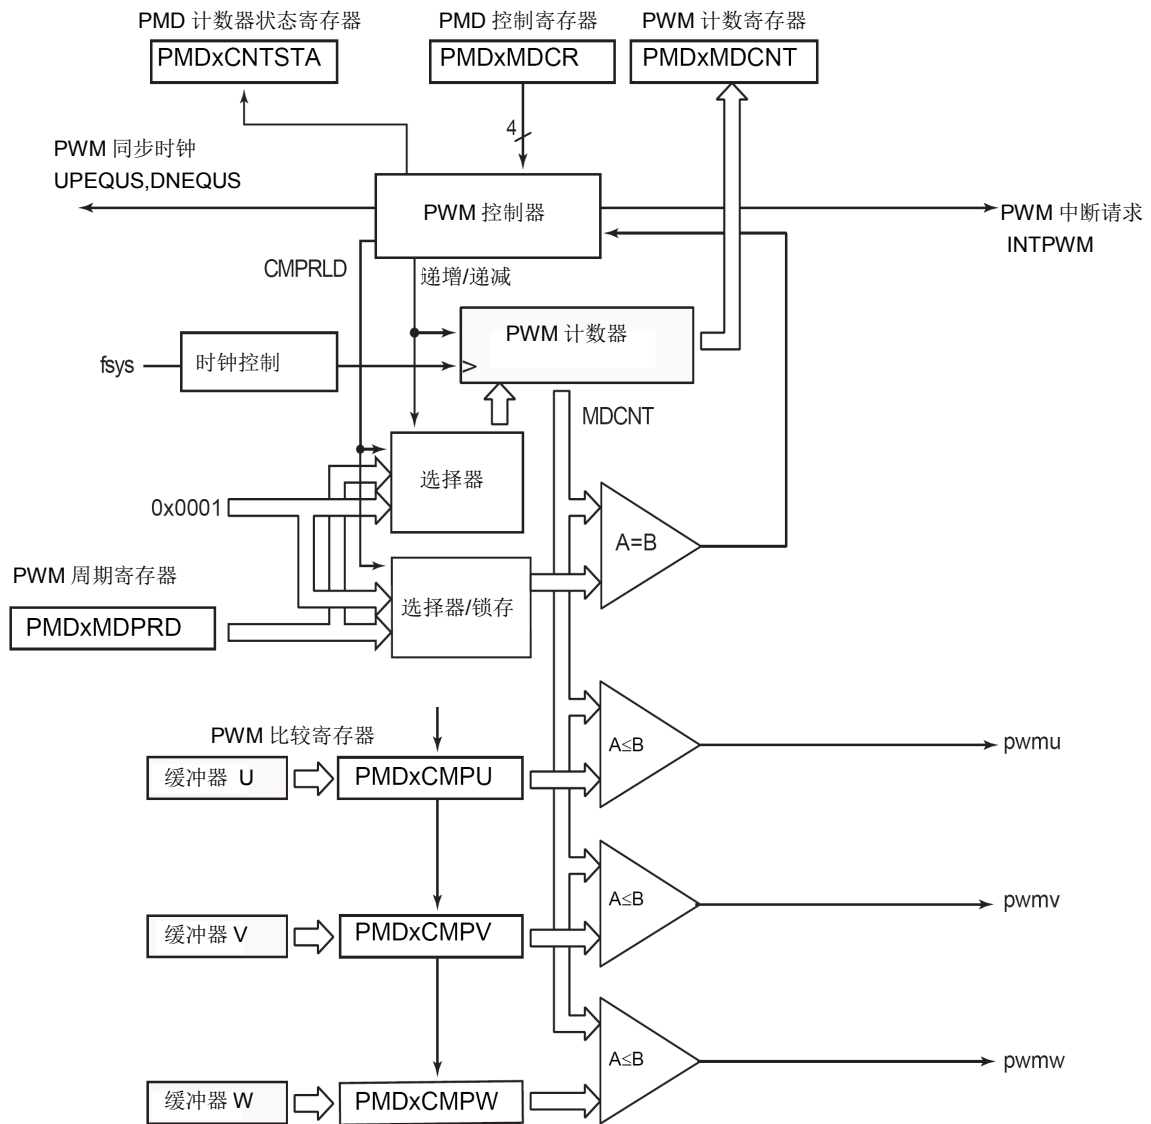 PMD 计数器状态寄存器
PMD 控制寄存器
PWM 计数寄存器
PMDxCNTSTA
PMDxMDCR
PMDxMDCNT
4
PWM 同步时钟
UPEQUS,DNEQUS
PWM 控制器
PWM 中断请求
INTPWM
CMPRLD
递增/递减
PWM 计数器
fsys
时钟控制
>
MDCNT
选择器
0x0001
A=B
PWM 周期寄存器
选择器/锁存
PMDxMDPRD
PWM 比较寄存器
A≤B
pwmu
缓冲器 U
PMDxCMPU
A≤B
pwmv
缓冲器 V
PMDxCMPV
A≤B
pwmw
缓冲器 W
PMDxCMPW